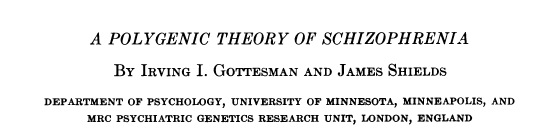 A POLYGENIC THEORY OF SCHIZOPHRENIA
BY IRVING I. GOTTESMAN AND JAMES SHIELDS
DEPARTMENT OF PSYCHOLOGY, UNIVERSITY OF MINNESOTA, MINNEAPOLIS, AND
MRC PSYCHIATRIC GENETICS RESEARCH UNIT, LONDON, ENGLAND